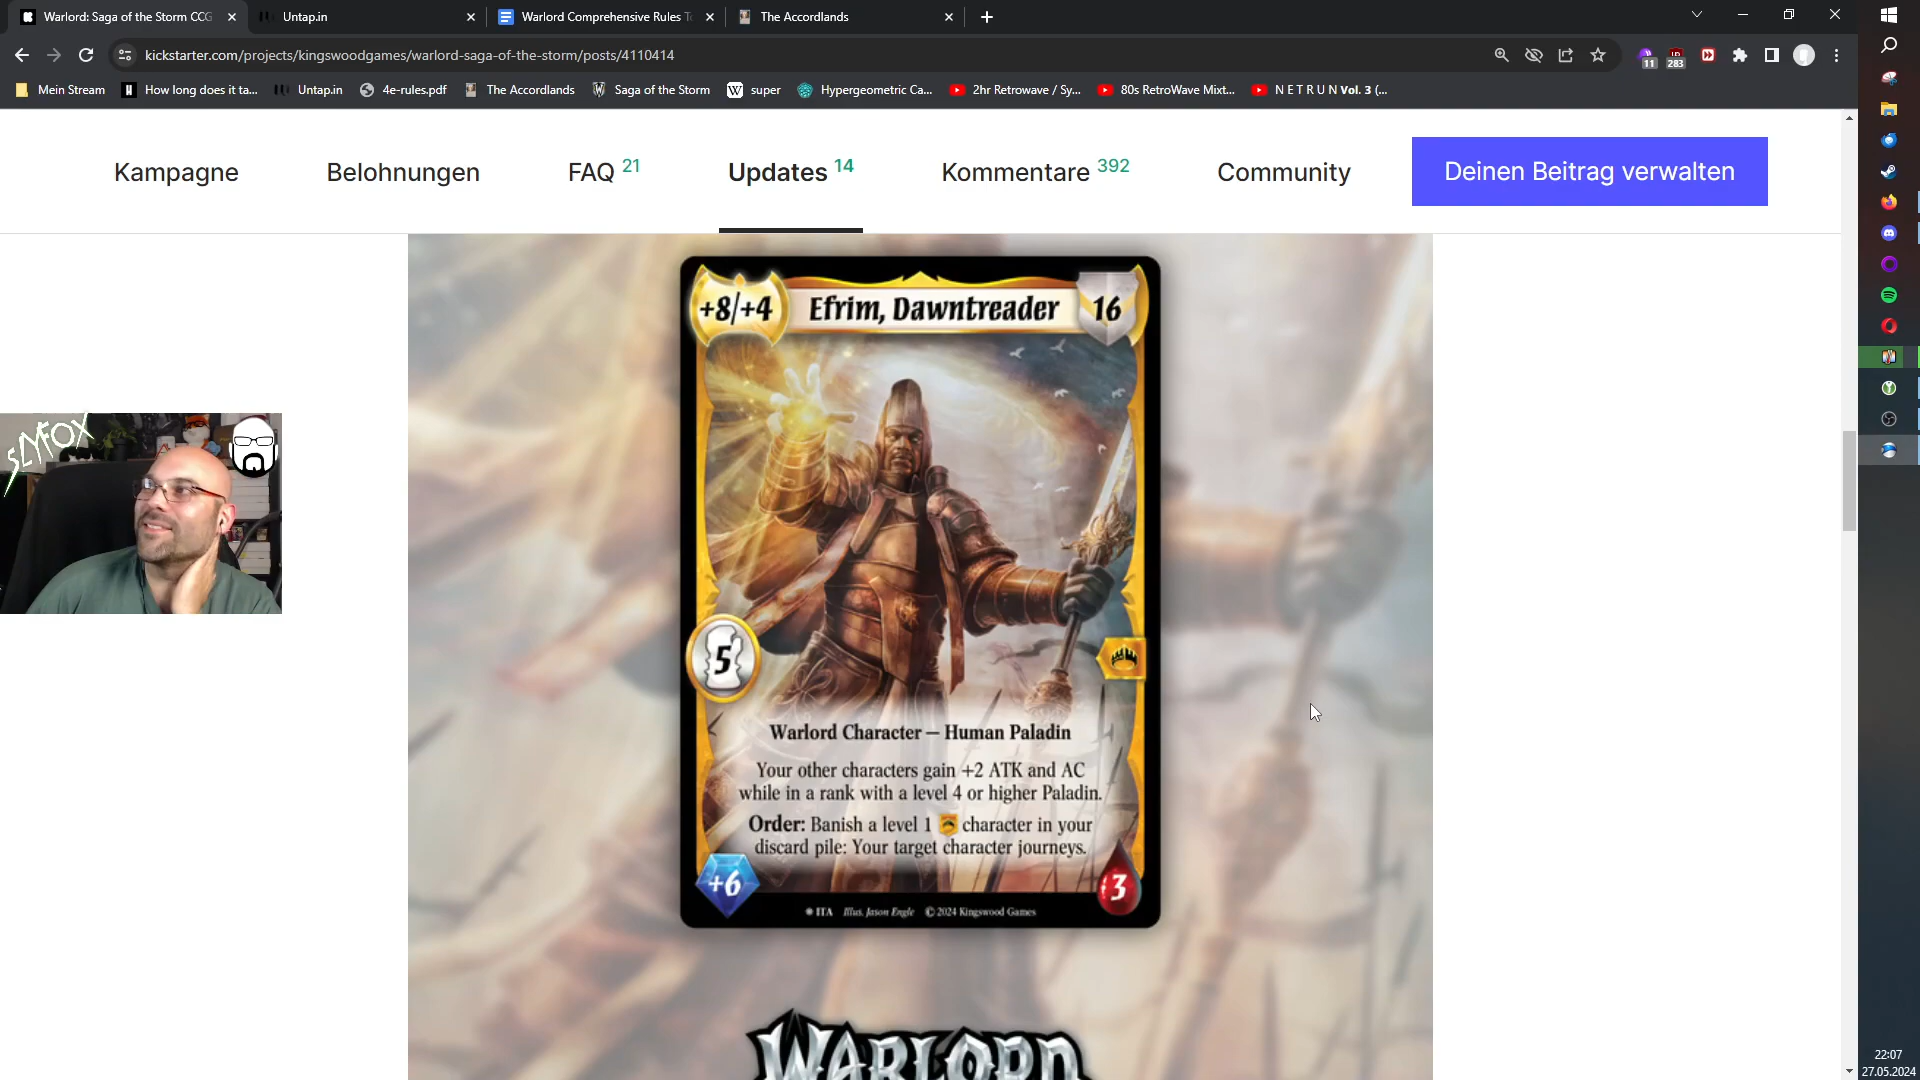 Warlord: Saga of the Storm CCG
Untap.in
Warlord Comprehensive Rules
The Accordlands
kickstarter.com/projects/kingswoodgames/warlord-saga-of-the-storm/posts/4110414
11
283
Mein Stream
How long does it ta...
Untap.in
4e-rules.pdf
The Accordlands
Saga of the Storm
super
Hypergeometric Ca...
2hr Retrowave / Sy...
80s RetroWave Mixt...
N E T R U N Vol. 3 (...
Kampagne
Belohnungen
FAQ 21
Updates 14
Kommentare 392
Community
Deinen Beitrag verwalten
+8/+4
Efrim, Dawntreader
16
SLYFOX
5
Warlord Character — Human Paladin
Your other characters gain +2 ATK and AC
while in a rank with a level 4 or higher Paladin.
Order: Banish a level 1 character in your
discard pile: Your target character journeys.
+6
3
ITA Illus. Jason Engle © 2024 Kingswood Games
WARLORD
22:07
27.05.2024